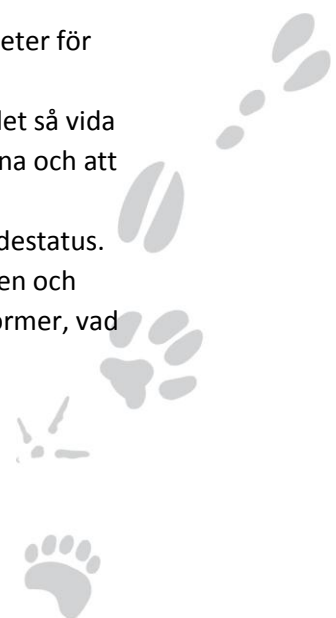 eter för
let så vida
na och att
destatus.
en och
ormer, vad